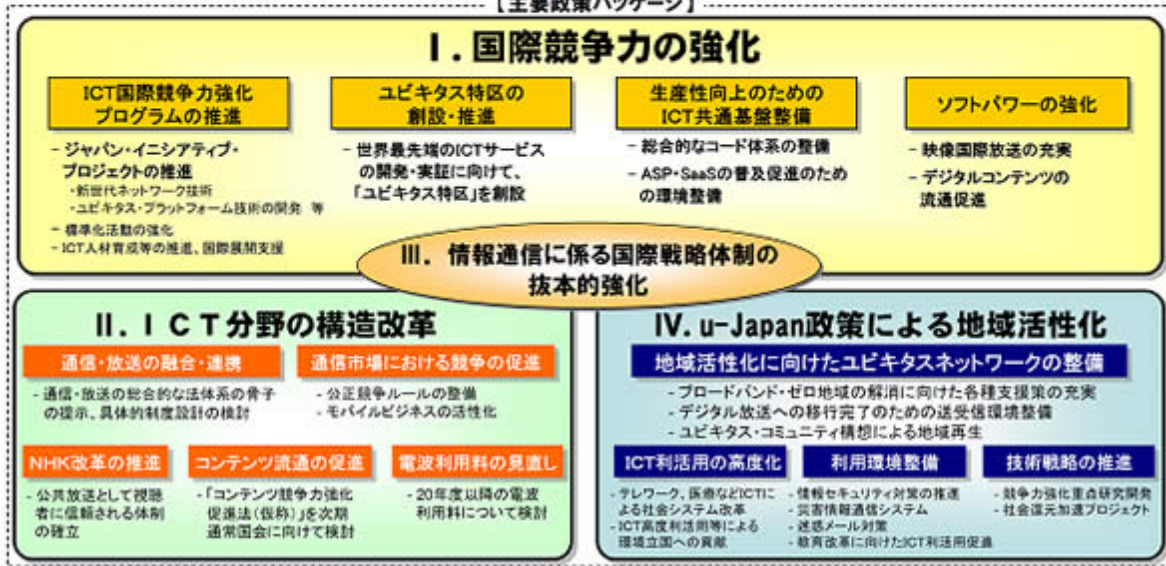 【主要政策パッケージ】
I.国際競争力の強化
ICT国際競争力強化
プログラムの推進
- ジャパン・イニシアティブ・
プロジェクトの推進
・新世代ネットワーク技術
・ユビキタス・プラットフォーム技術の開発 等
- 標準化活動の強化
- ICT人材育成等の推進、国際展開支援
ユビキタス特区の
創設・推進
- 世界最先端のICTサービス
の開発・実証に向けて、
「ユビキタス特区」を創設
生産性向上のための
ICT共通基盤整備
- 総合的なコード体系の整備
- ASP・SaaSの普及促進のため
の環境整備
ソフトパワーの強化
- 映像国際放送の充実
- デジタルコンテンツの
流通促進
III. 情報通信に係る国際戦略体制の
抜本的強化
II.ICT分野の構造改革
通信・放送の融合・連携
- 通信・放送の総合的な法体系の骨子
の提示、具体的制度設計の検討
通信市場における競争の促進
- 公正競争ルールの整備
- モバイルビジネスの活性化
NHK改革の推進
- 公共放送として視聴
者に信頼される体制
の確立
コンテンツ流通の促進
- 「コンテンツ競争力強化
促進法(仮称)」を次期
通常国会に向けて検討
電波利用料の見直し
- 20年度以降の電波
利用料について検討
IV.u-Japan政策による地域活性化
地域活性化に向けたユビキタスネットワークの整備
- ブロードバンド・ゼロ地域の解消に向けた各種支援策の充実
- デジタル放送への移行完了のための送受信環境整備
- ユビキタス・コミュニティ構想による地域再生
ICT利活用の高度化
- テレワーク、医療などICTに
よる社会システム改革
- ICT高度利活用等による
環境立国への貢献
利用環境整備
- 情報セキュリティ対策の推進
- 災害情報通信システム
- 迷惑メール対策
- 教育改革に向けたICT利活用促進
技術戦略の推進
- 競争力強化重点研究開発
- 社会還元加速プロジェクト